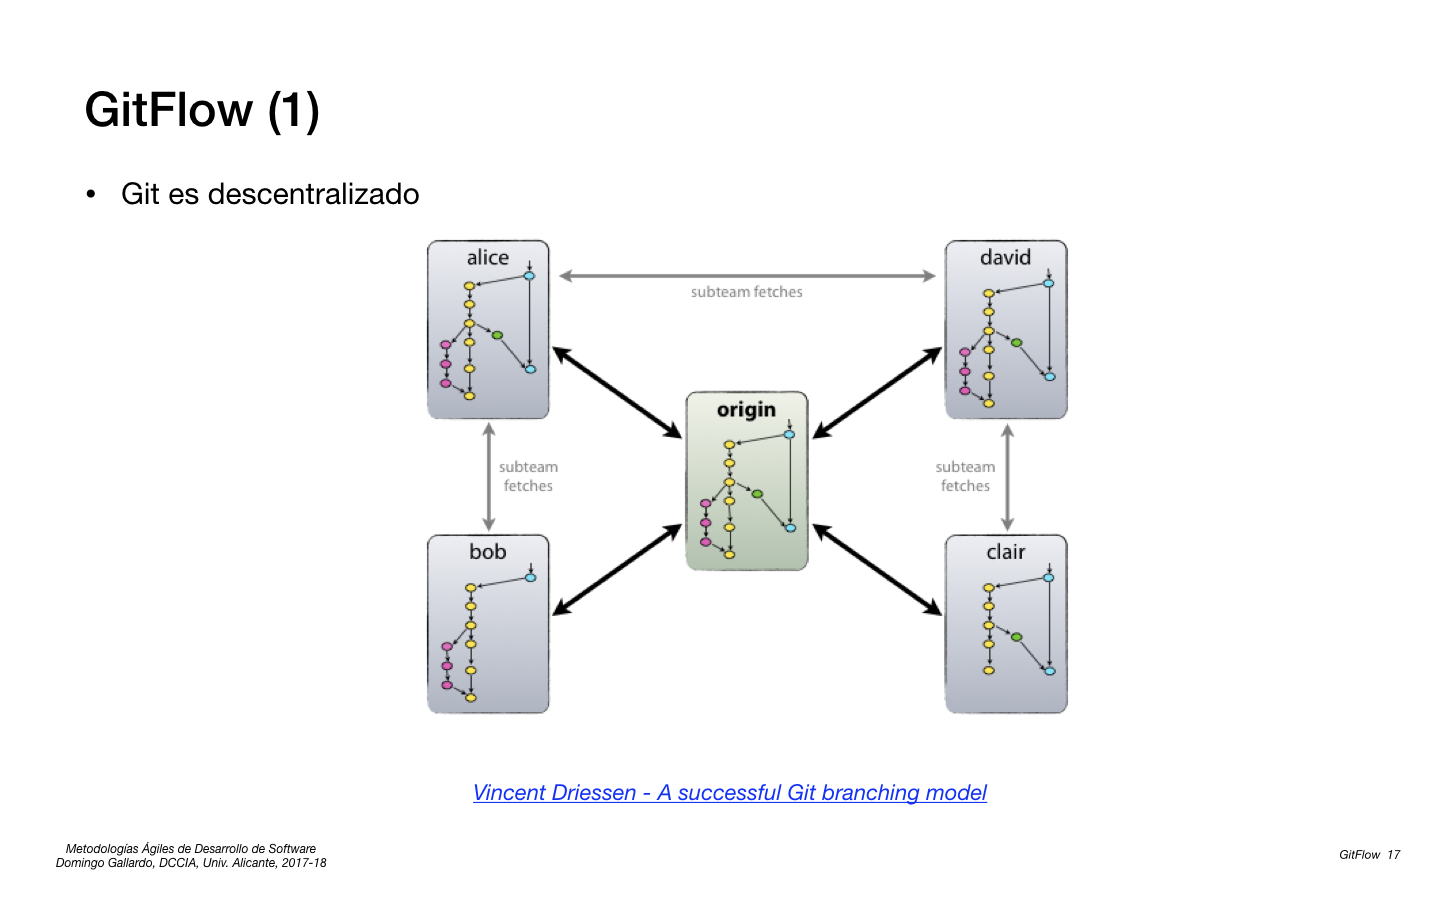 GitFlow (1)
• Git es descentralizado
alice
david
subteam fetches
origin
subteam
fetches
subteam
fetches
bob
clair
Vincent Driessen - A successful Git branching model
Metodologías Ágiles de Desarrollo de Software
Domingo Gallardo, DCCIA, Univ. Alicante, 2017-18
GitFlow 17